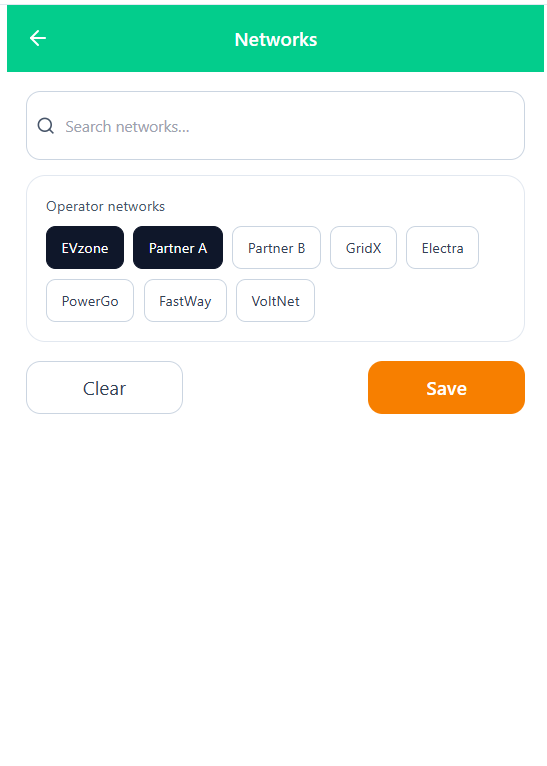 Networks
Search networks...
Operator networks
EVzone Partner A Partner B GridX Electra
PowerGo FastWay VoltNet
Clear Save